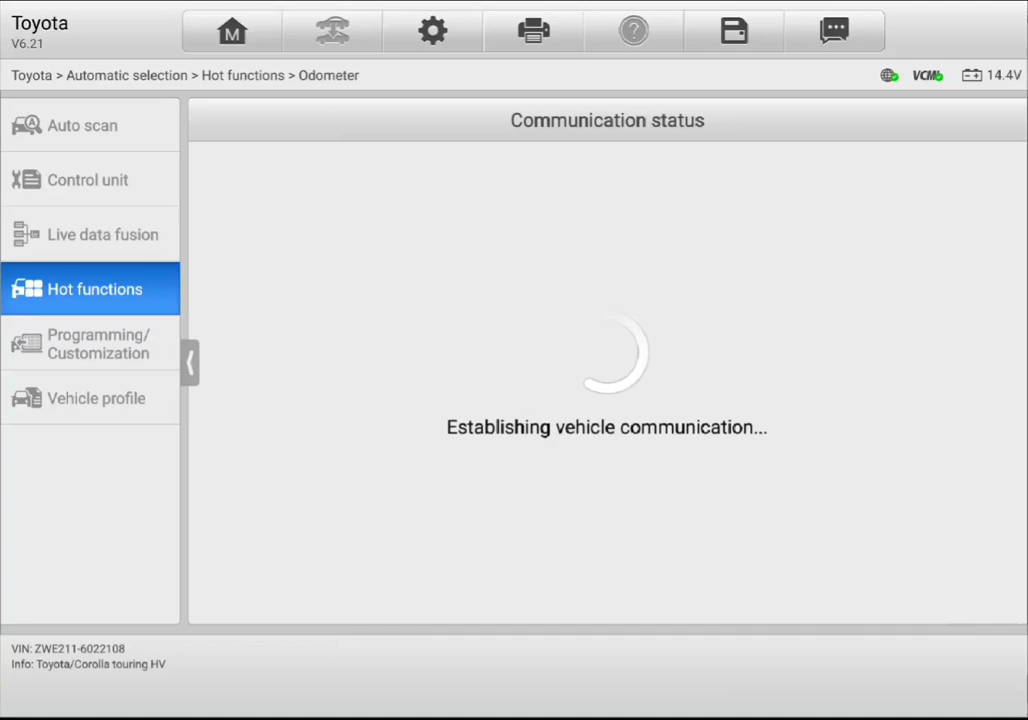 Toyota
V6.21
M
?
Toyota > Automatic selection > Hot functions > Odometer
VCMI
14.4V
Auto scan
Control unit
Live data fusion
Hot functions
Programming/
Customization
Vehicle profile
Communication status
Establishing vehicle communication...
VIN: ZWE211-6022108
Info: Toyota/Corolla touring HV